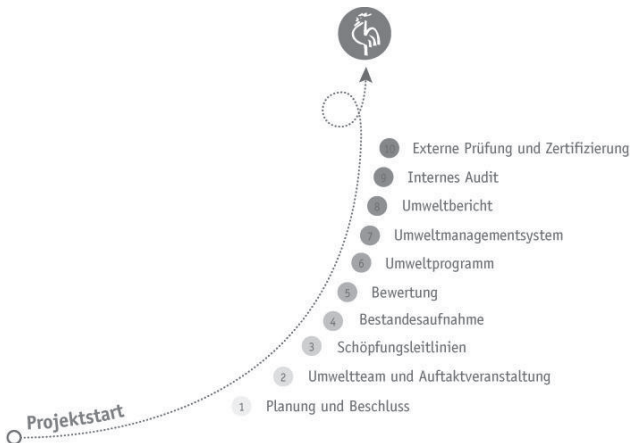 10 Externe Prüfung und Zertifizierung
9 Internes Audit
8 Umweltbericht
7 Umweltmanagementsystem
6 Umweltprogramm
5 Bewertung
4 Bestandesaufnahme
3 Schöpfungsleitlinien
2 Umweltteam und Auftaktveranstaltung
1 Planung und Beschluss
Projektstart